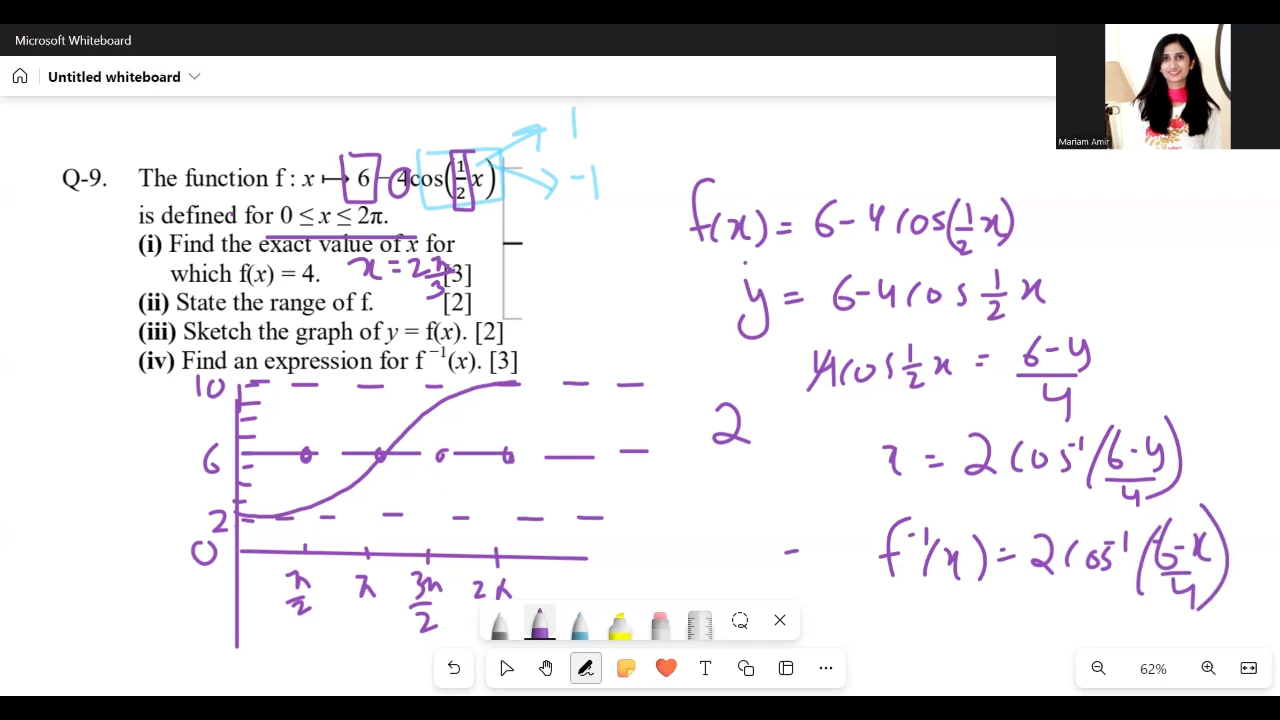 Microsoft Whiteboard
Untitled whiteboard
Mariam Amir
Q-9. The function f : x ↦ 6 − 4cos(½x)
is defined for 0 ≤ x ≤ 2π.
(i) Find the exact value of x for
which f(x) = 4. [3]
(ii) State the range of f. [2]
(iii) Sketch the graph of y = f(x). [2]
(iv) Find an expression for f⁻¹(x). [3]
1
-1
x = 2π/3
10
6
2
0
π/2 π 3π/2 2π
f(x) = 6-4cos(½x)
y = 6-4cos ½ x
4cos ½ x = 6-y/4
2
x = 2cos⁻¹(6-y/4)
f⁻¹(x) = 2cos⁻¹(6-x/4)
62%